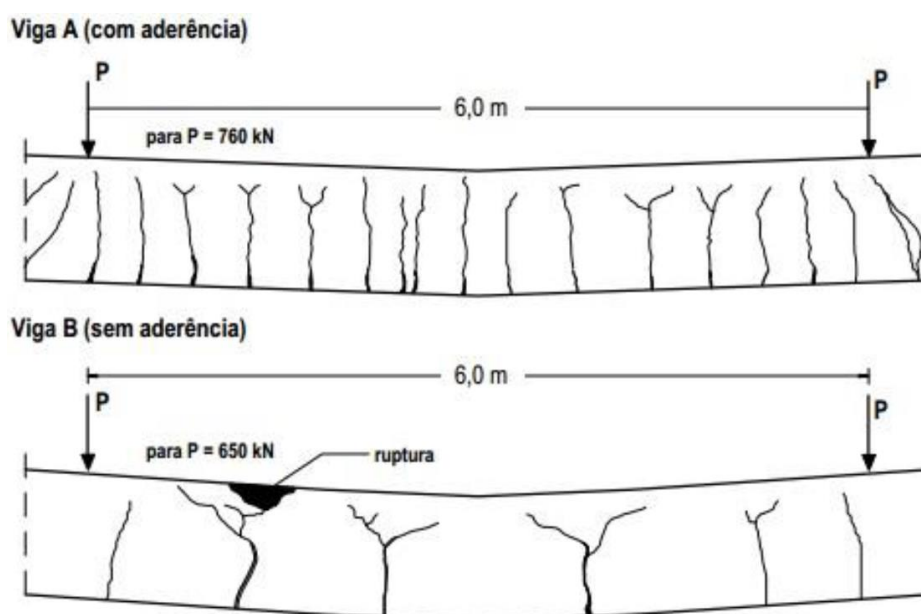 Viga A (com aderência)
P
P
6,0 m
para P = 760 kN
Viga B (sem aderência)
6,0 m
P
P
para P = 650 kN
ruptura